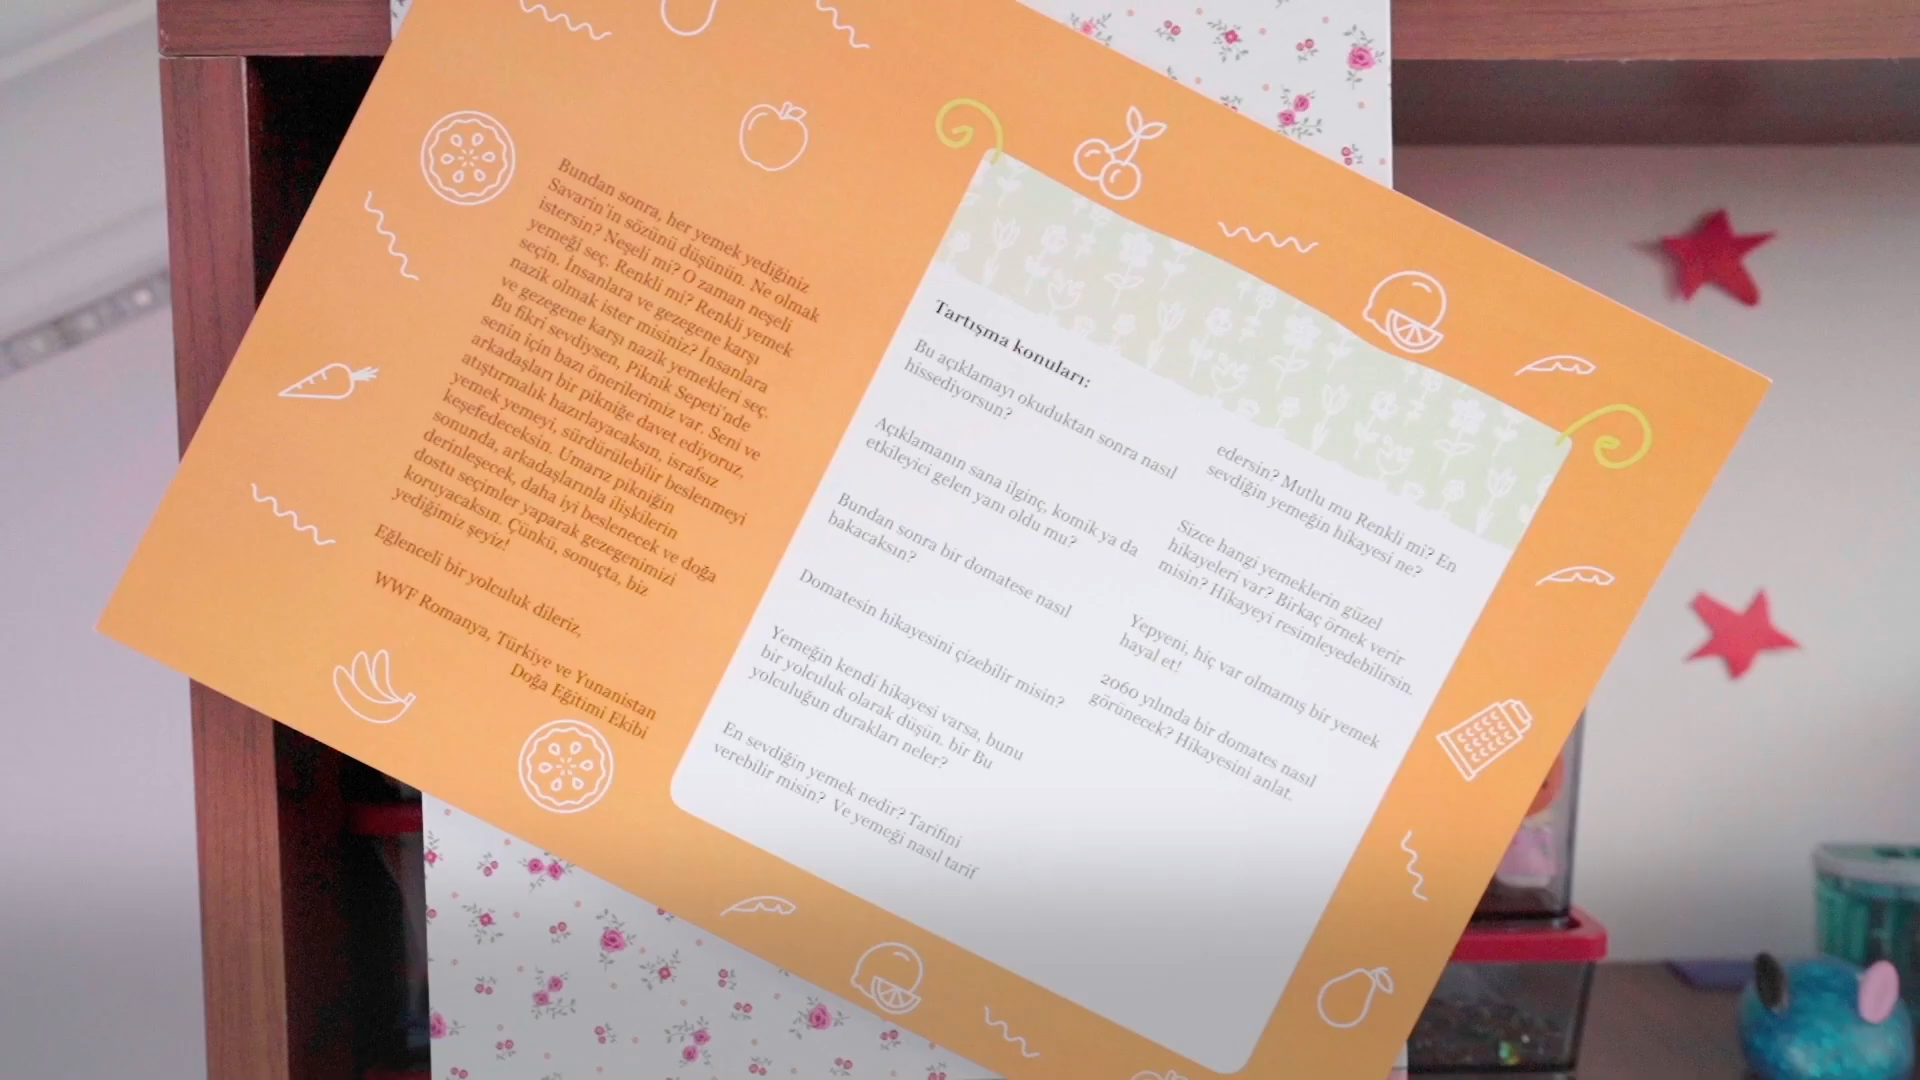 Bundan sonra, her yemek yediğiniz
Savarin'in sözünü düşünün. Ne olmak
istersin? Neşeli mi? O zaman neşeli
yemeği seç. Renkli mi? Renkli yemek
seçin. İnsanlara ve gezegene karşı
nazik olmak ister misiniz? İnsanlara
ve gezegene karşı nazik yemekleri seç.
Bu fikri sevdiysen, Piknik Sepeti'nde
senin için bazı önerilerimiz var. Seni ve
arkadaşları bir pikniğe davet ediyoruz,
atıştırmalık hazırlayacaksın, israfsız
yemek yemeyi, sürdürülebilir beslenmeyi
keşefedeceksin. Umarız pikniğin
sonunda, arkadaşlarınla ilişkilerin
derinleşecek, daha iyi beslenecek ve doğa
dostu seçimler yaparak gezegenimizi
koruyacaksın. Çünkü, sonuçta, biz
yediğimiz şeyiz!
Eğlenceli bir yolculuk dileriz,
WWF Romanya, Türkiye ve Yunanistan
Doğa Eğitimi Ekibi
Tartışma konuları:
Bu açıklamayı okuduktan sonra nasıl
hissediyorsun?
Açıklamanın sana ilginç, komik ya da
etkileyici gelen yanı oldu mu?
Bundan sonra bir domatese nasıl
bakacaksın?
Domatesin hikayesini çizebilir misin?
Yemeğin kendi hikayesi varsa, bunu
bir yolculuk olarak düşün, bir Bu
yolculuğun durakları neler?
En sevdiğin yemek nedir? Tarifini
verebilir misin? Ve yemeği nasıl tarif
edersin? Mutlu mu Renkli mi? En
sevdiğin yemeğin hikayesi ne?
Sizce hangi yemeklerin güzel
hikayeleri var? Birkaç örnek verir
misin? Hikayeyi resimleyedebilirsin.
Yepyeni, hiç var olmamış bir yemek
hayal et!
2060 yılında bir domates nasıl
görünecek? Hikayesini anlat.